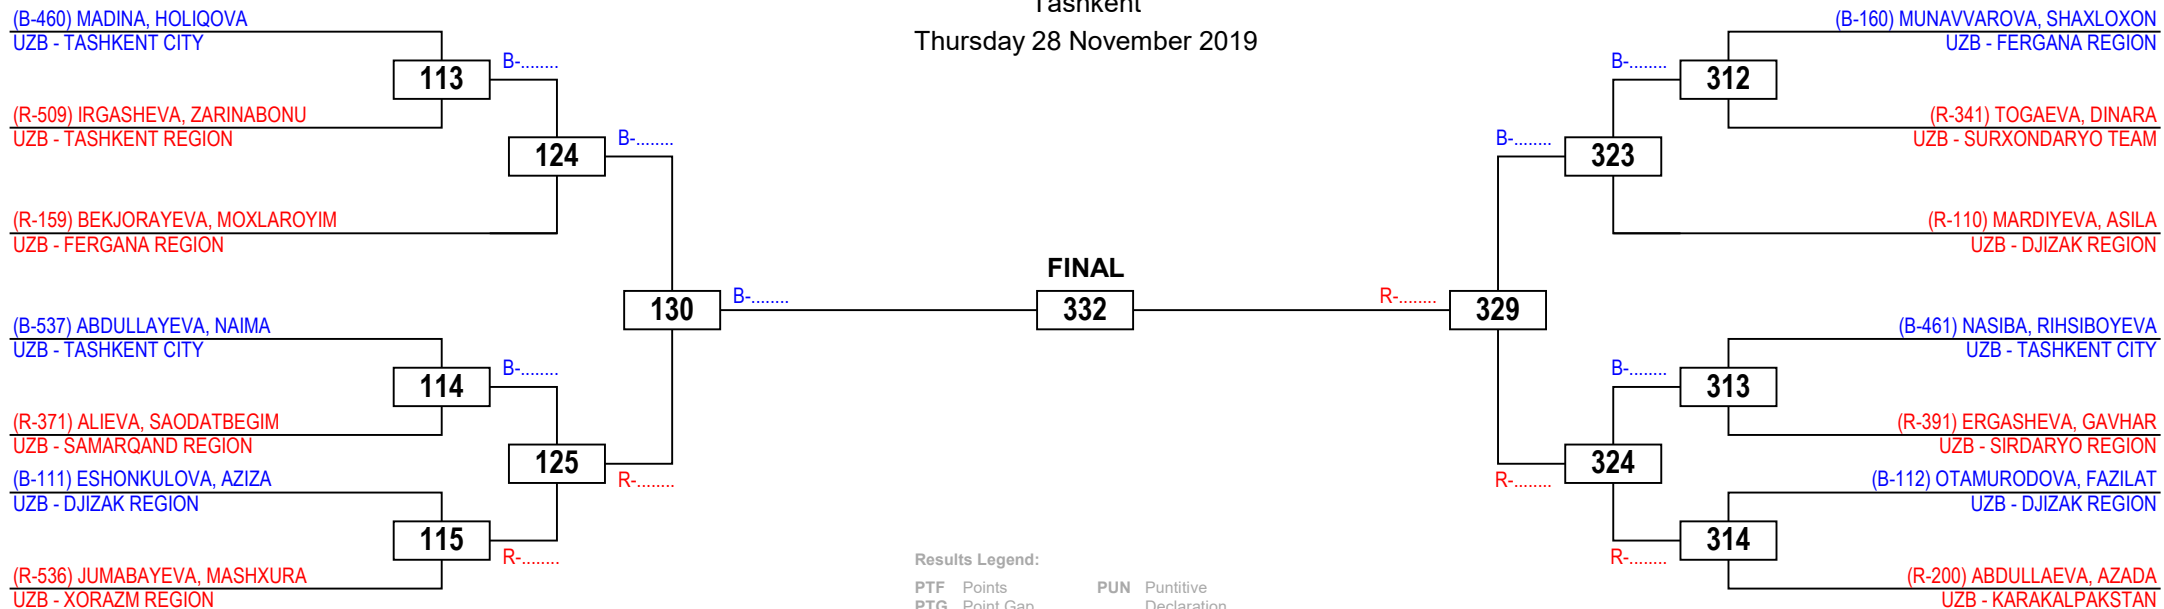 Tashkent
Thursday 28 November 2019
(B-460) MADINA, HOLIQOVA
UZB - TASHKENT CITY
113
B-........
(R-509) IRGASHEVA, ZARINABONU
UZB - TASHKENT REGION
124
B-........
(R-159) BEKJORAYEVA, MOXLAROYIM
UZB - FERGANA REGION
130
B-........
(B-537) ABDULLAYEVA, NAIMA
UZB - TASHKENT CITY
114
B-........
(R-371) ALIEVA, SAODATBEGIM
UZB - SAMARQAND REGION
125
R-........
(B-111) ESHONKULOVA, AZIZA
UZB - DJIZAK REGION
115
R-........
(R-536) JUMABAYEVA, MASHXURA
UZB - XORAZM REGION
FINAL
332
(B-160) MUNAVVAROVA, SHAXLOXON
UZB - FERGANA REGION
B-........
312
(R-341) TOGAEVA, DINARA
UZB - SURXONDARYO TEAM
B-........
323
(R-110) MARDIYEVA, ASILA
UZB - DJIZAK REGION
R-........
329
(B-461) NASIBA, RIHSIBOYEVA
UZB - TASHKENT CITY
B-........
313
(R-391) ERGASHEVA, GAVHAR
UZB - SIRDARYO REGION
R-........
324
(B-112) OTAMURODOVA, FAZILAT
UZB - DJIZAK REGION
R-........
314
(R-200) ABDULLAEVA, AZADA
UZB - KARAKALPAKSTAN
Results Legend:
PTF Points PUN Puntitive
PTG Point Gap Declaration